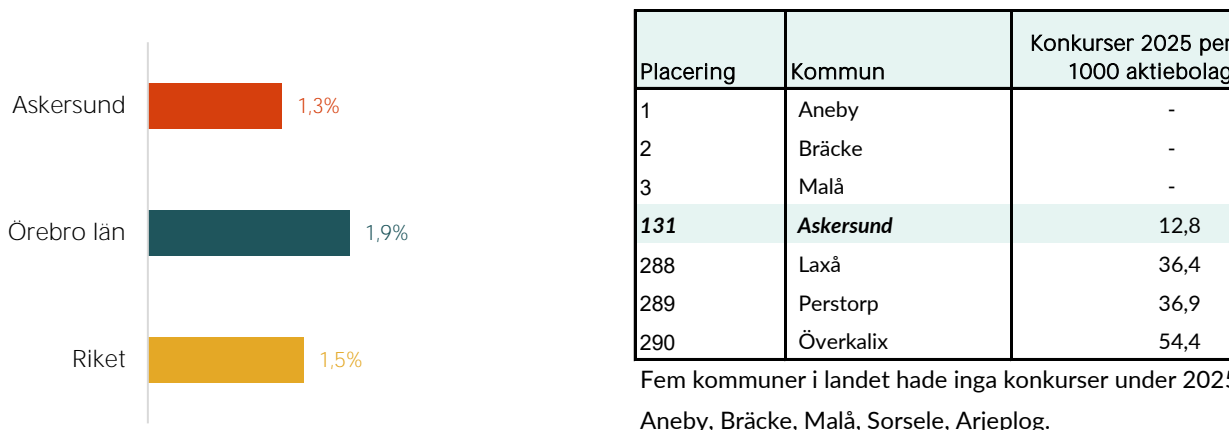 Askersund 1,3%
Örebro län 1,9%
Riket 1,5%
Placering Kommun Konkurser 2025 per 1000 aktiebolag
1 Aneby -
2 Bräcke -
3 Malå -
131 Askersund 12,8
288 Laxå 36,4
289 Perstorp 36,9
290 Överkalix 54,4
Fem kommuner i landet hade inga konkurser under 2025
Aneby, Bräcke, Malå, Sorsele, Arjeplog.